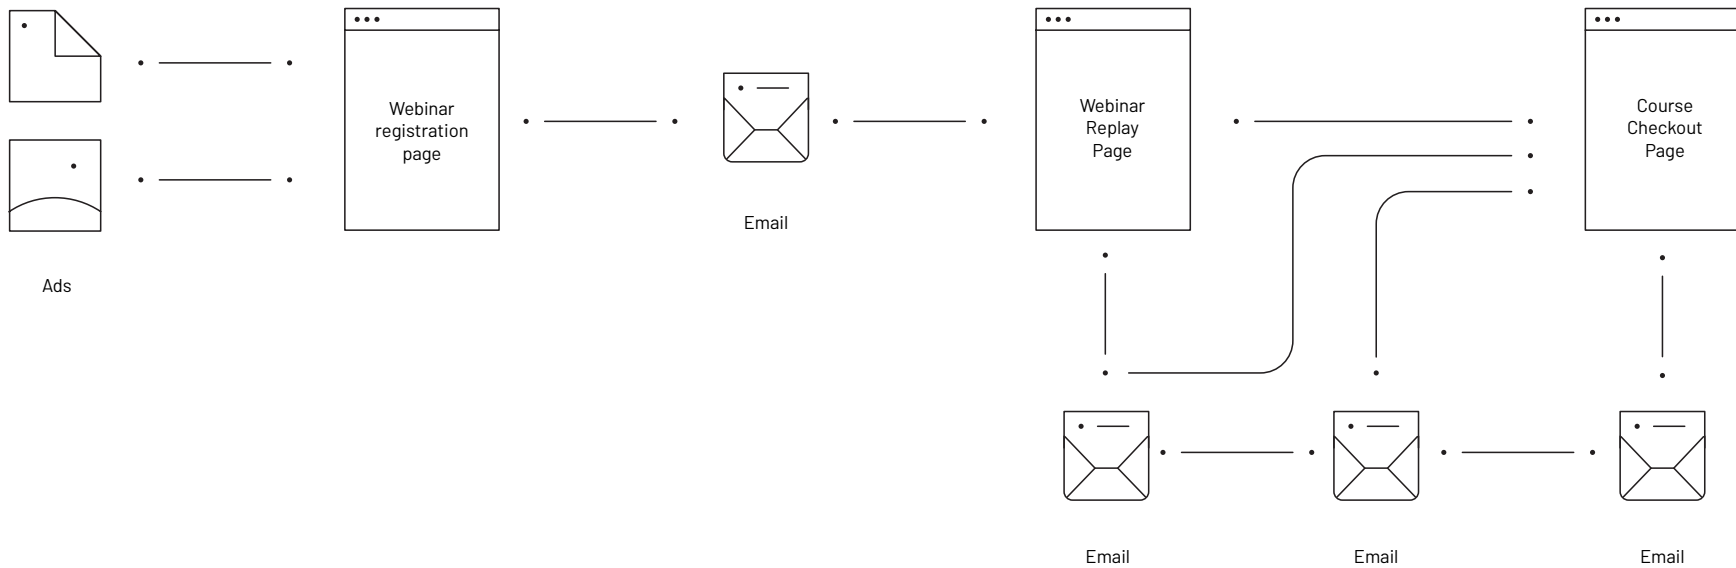 Webinar
registration
page
Webinar
Replay
Page
Course
Checkout
Page
Email
Ads
Email
Email
Email